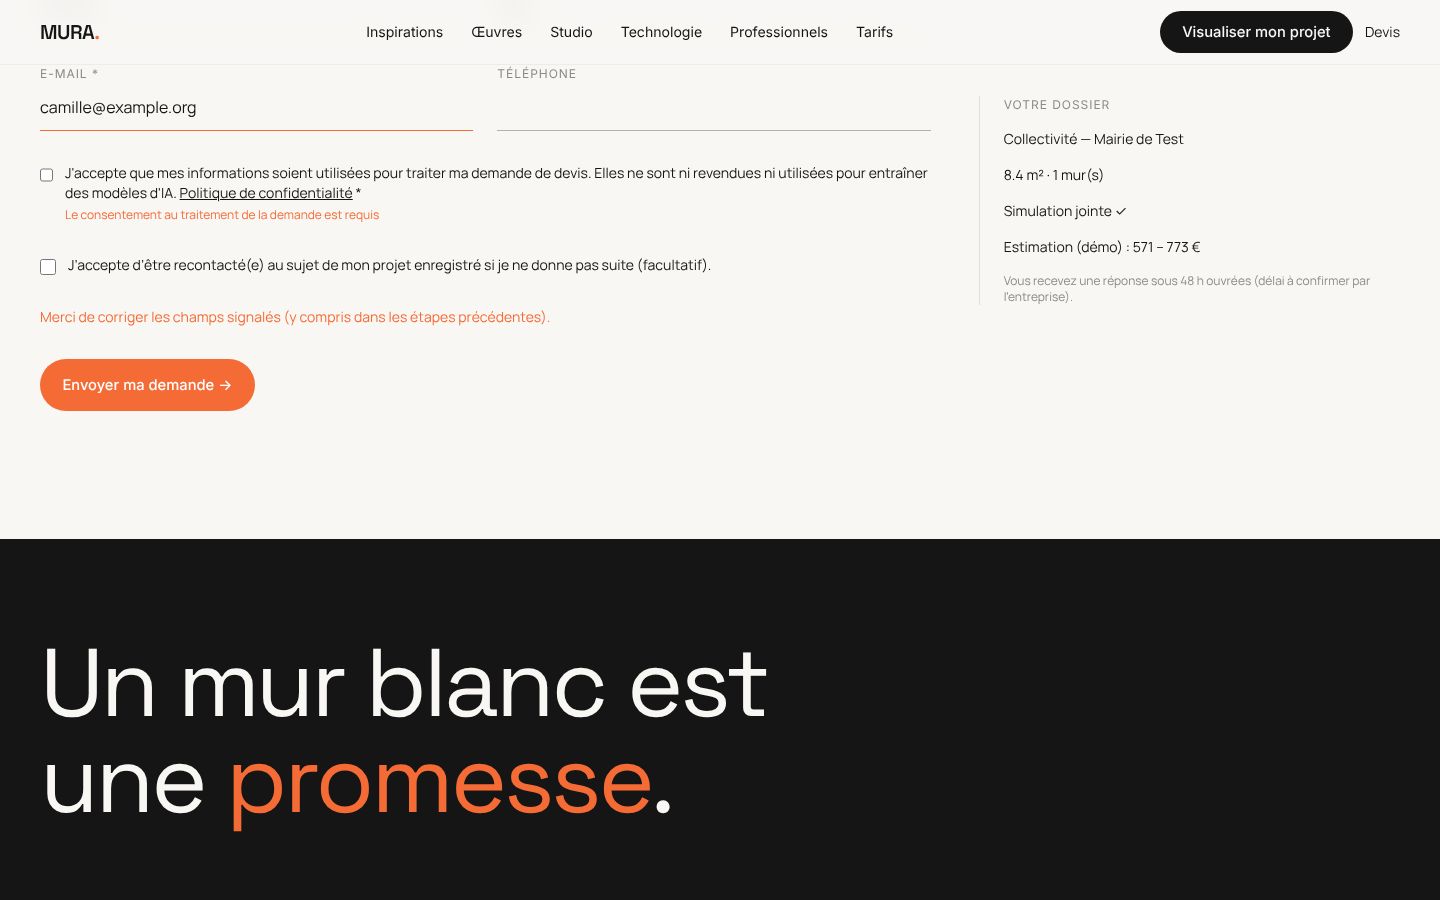 MURA.
Inspirations
Œuvres
Studio
Technologie
Professionnels
Tarifs
Visualiser mon projet
Devis
E-MAIL *
TÉLÉPHONE
camille@example.org
J'accepte que mes informations soient utilisées pour traiter ma demande de devis. Elles ne sont ni revendues ni utilisées pour entraîner
des modèles d'IA. Politique de confidentialité *
Le consentement au traitement de la demande est requis
J'accepte d'être recontacté(e) au sujet de mon projet enregistré si je ne donne pas suite (facultatif).
Merci de corriger les champs signalés (y compris dans les étapes précédentes).
Envoyer ma demande →
VOTRE DOSSIER
Collectivité — Mairie de Test
8.4 m² · 1 mur(s)
Simulation jointe ✓
Estimation (démo) : 571 – 773 €
Vous recevez une réponse sous 48 h ouvrées (délai à confirmer par
l'entreprise).
Un mur blanc est
une promesse.